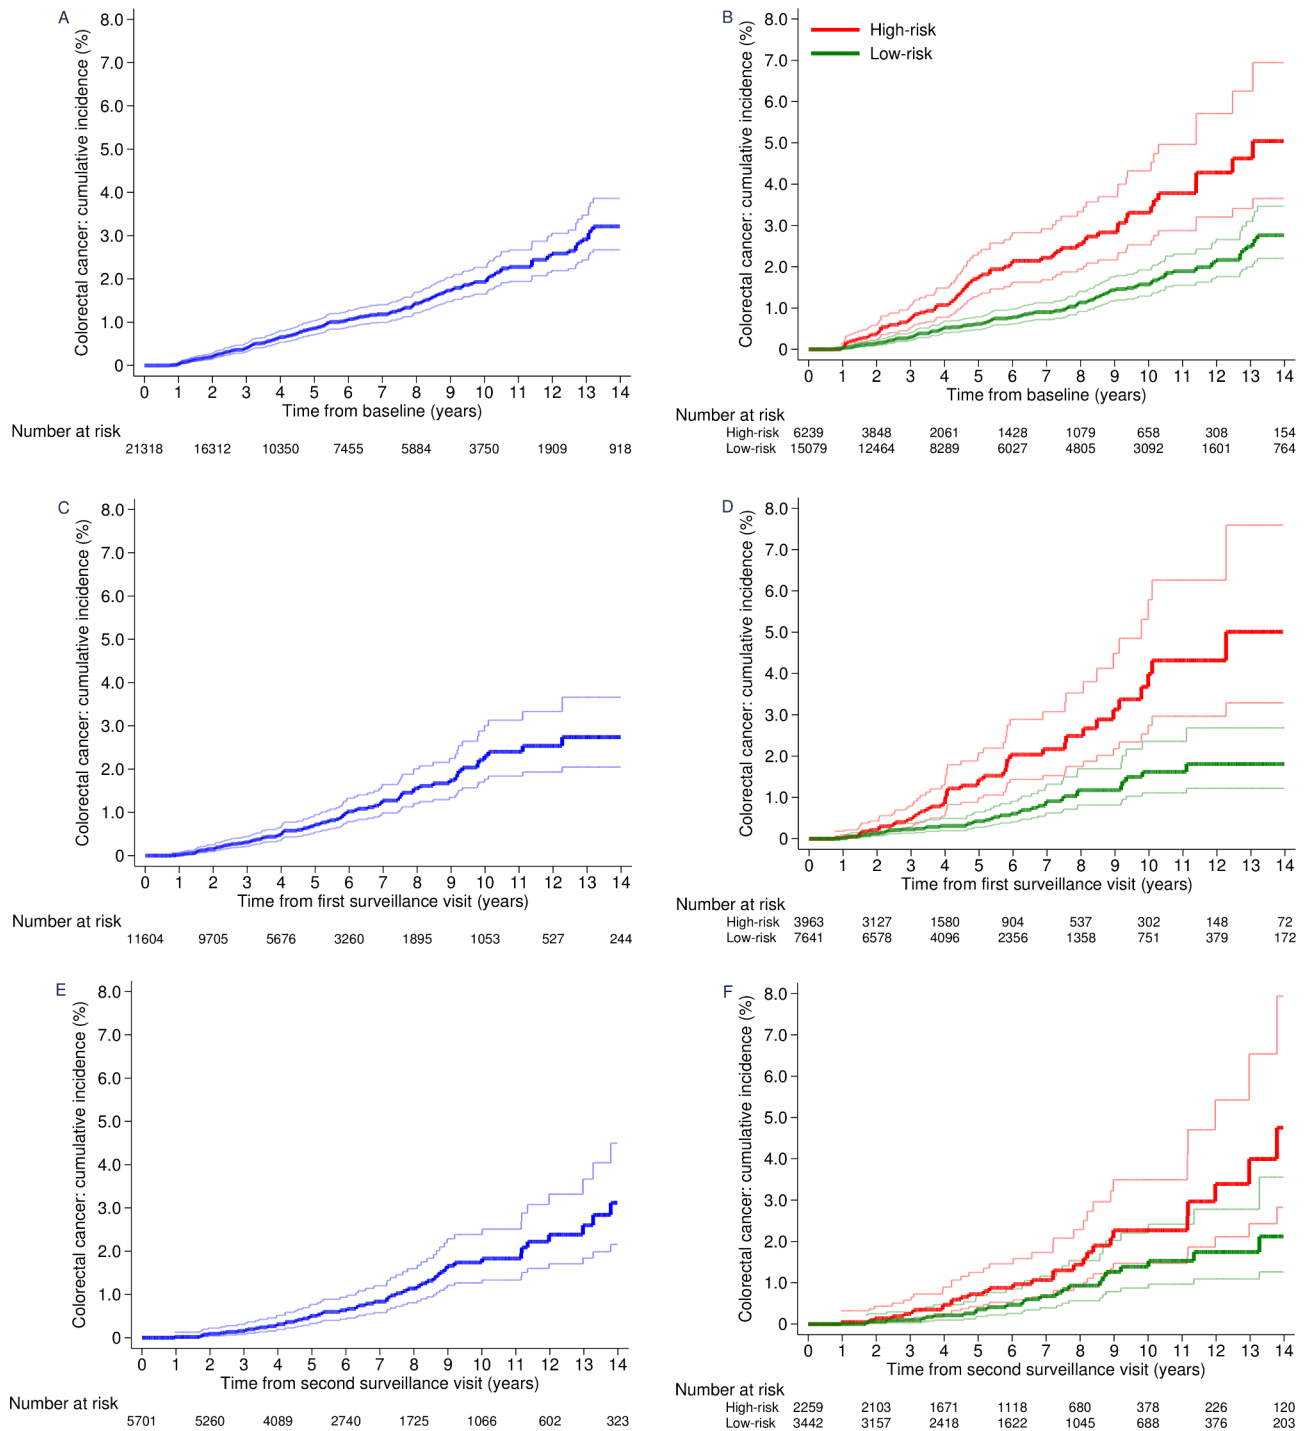 A
Colorectal cancer: cumulative incidence (%)
8.0
7.0
6.0
5.0
4.0
3.0
2.0
1.0
0
0 1 2 3 4 5 6 7 8 9 10 11 12 13 14
Time from baseline (years)
Number at risk
21318 16312 10350 7455 5884 3750 1909 918
B
High-risk
Low-risk
Colorectal cancer: cumulative incidence (%)
8.0
7.0
6.0
5.0
4.0
3.0
2.0
1.0
0
0 1 2 3 4 5 6 7 8 9 10 11 12 13 14
Time from baseline (years)
Number at risk
High-risk 6239 3848 2061 1428 1079 658 308 154
Low-risk 15079 12464 8289 6027 4805 3092 1601 764
C
Colorectal cancer: cumulative incidence (%)
8.0
7.0
6.0
5.0
4.0
3.0
2.0
1.0
0
0 1 2 3 4 5 6 7 8 9 10 11 12 13 14
Time from first surveillance visit (years)
Number at risk
11604 9705 5676 3260 1895 1053 527 244
D
Colorectal cancer: cumulative incidence (%)
8.0
7.0
6.0
5.0
4.0
3.0
2.0
1.0
0
0 1 2 3 4 5 6 7 8 9 10 11 12 13 14
Time from first surveillance visit (years)
Number at risk
High-risk 3963 3127 1580 904 537 302 148 72
Low-risk 7641 6578 4096 2356 1358 751 379 172
E
Colorectal cancer: cumulative incidence (%)
8.0
7.0
6.0
5.0
4.0
3.0
2.0
1.0
0
0 1 2 3 4 5 6 7 8 9 10 11 12 13 14
Time from second surveillance visit (years)
Number at risk
5701 5260 4089 2740 1725 1066 602 323
F
Colorectal cancer: cumulative incidence (%)
8.0
7.0
6.0
5.0
4.0
3.0
2.0
1.0
0
0 1 2 3 4 5 6 7 8 9 10 11 12 13 14
Time from second surveillance visit (years)
Number at risk
High-risk 2259 2103 1671 1118 680 378 226 120
Low-risk 3442 3157 2418 1622 1045 688 376 203